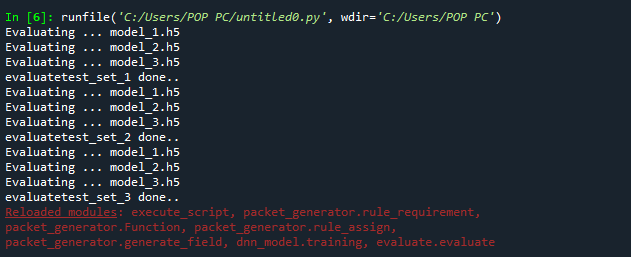 In [6]: runfile('C:/Users/POP PC/untitled0.py', wdir='C:/Users/POP PC')
Evaluating ... model_1.h5
Evaluating ... model_2.h5
Evaluating ... model_3.h5
evaluatetest_set_1 done..
Evaluating ... model_1.h5
Evaluating ... model_2.h5
Evaluating ... model_3.h5
evaluatetest_set_2 done..
Evaluating ... model_1.h5
Evaluating ... model_2.h5
Evaluating ... model_3.h5
evaluatetest_set_3 done..
Reloaded modules: execute_script, packet_generator.rule_requirement,
packet_generator.Function, packet_generator.rule_assign,
packet_generator.generate_field, dnn_model.training, evaluate.evaluate